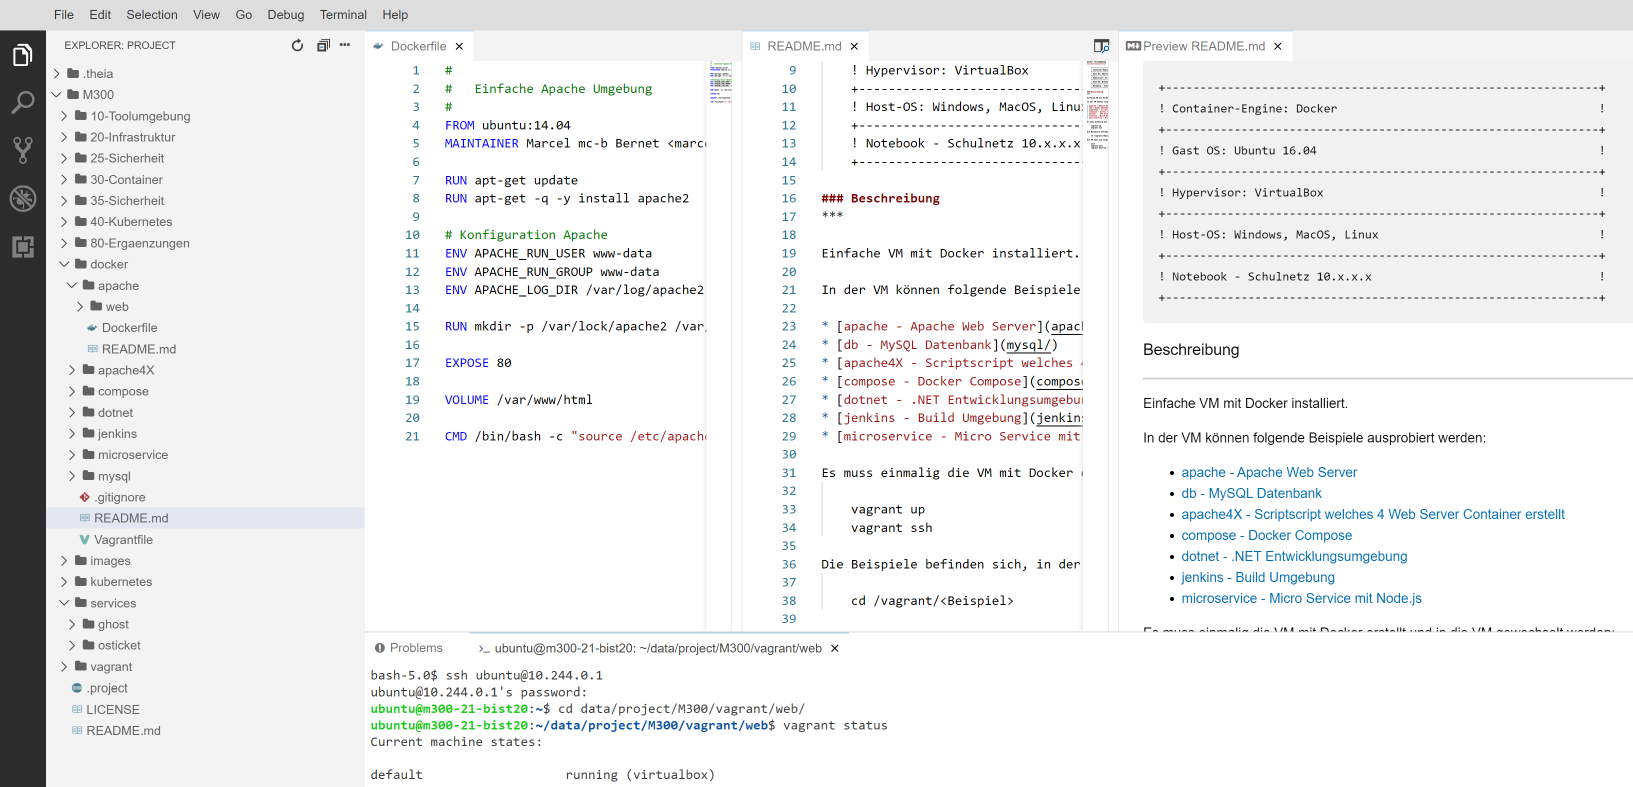 File Edit Selection View Go Debug Terminal Help
EXPLORER: PROJECT
.theia
M300
10-Toolumgebung
20-Infrastruktur
25-Sicherheit
30-Container
35-Sicherheit
40-Kubernetes
80-Ergaenzungen
docker
apache
web
Dockerfile
README.md
apache4X
compose
dotnet
jenkins
microservice
mysql
.gitignore
README.md
Vagrantfile
images
kubernetes
services
ghost
osticket
vagrant
.project
LICENSE
README.md
Dockerfile
1 #
2 #   Einfache Apache Umgebung
3 #
4 FROM ubuntu:14.04
5 MAINTAINER Marcel mc-b Bernet <marc
6
7 RUN apt-get update
8 RUN apt-get -q -y install apache2
9
10 # Konfiguration Apache
11 ENV APACHE_RUN_USER www-data
12 ENV APACHE_RUN_GROUP www-data
13 ENV APACHE_LOG_DIR /var/log/apache2
14
15 RUN mkdir -p /var/lock/apache2 /var/
16
17 EXPOSE 80
18
19 VOLUME /var/www/html
20
21 CMD /bin/bash -c "source /etc/apach
README.md
9 ! Hypervisor: VirtualBox
10 +------------------------------
11 ! Host-OS: Windows, MacOS, Linu
12 +------------------------------
13 ! Notebook - Schulnetz 10.x.x.x
14 +------------------------------
15
16 ### Beschreibung
17 ***
18
19 Einfache VM mit Docker installiert.
20
21 In der VM können folgende Beispiele
22
23 * [apache - Apache Web Server](apac
24 * [db - MySQL Datenbank](mysql/)
25 * [apache4X - Scriptscript welches 4
26 * [compose - Docker Compose](compos
27 * [dotnet - .NET Entwicklungsumgebu
28 * [jenkins - Build Umgebung](jenkins
29 * [microservice - Micro Service mit
30
31 Es muss einmalig die VM mit Docker
32
33 vagrant up
34 vagrant ssh
35
36 Die Beispiele befinden sich, in der
37
38 cd /vagrant/<Beispiel>
39
Preview README.md
+-----------------------------------------------------------+
! Container-Engine: Docker !
+-----------------------------------------------------------+
! Gast OS: Ubuntu 16.04 !
+-----------------------------------------------------------+
! Hypervisor: VirtualBox !
+-----------------------------------------------------------+
! Host-OS: Windows, MacOS, Linux !
+-----------------------------------------------------------+
! Notebook - Schulnetz 10.x.x.x !
+-----------------------------------------------------------+
Beschreibung
Einfache VM mit Docker installiert.
In der VM können folgende Beispiele ausprobiert werden:
• apache - Apache Web Server
• db - MySQL Datenbank
• apache4X - Scriptscript welches 4 Web Server Container erstellt
• compose - Docker Compose
• dotnet - .NET Entwicklungsumgebung
• jenkins - Build Umgebung
• microservice - Micro Service mit Node.js
Es muss einmalig die VM mit Docker erstellt und in die VM gewechselt werden:
Problems
>_ ubuntu@m300-21-bist20: ~/data/project/M300/vagrant/web
bash-5.0$ ssh ubuntu@10.244.0.1
ubuntu@10.244.0.1's password:
ubuntu@m300-21-bist20:~$ cd data/project/M300/vagrant/web/
ubuntu@m300-21-bist20:~/data/project/M300/vagrant/web$ vagrant status
Current machine states:
default                   running (virtualbox)